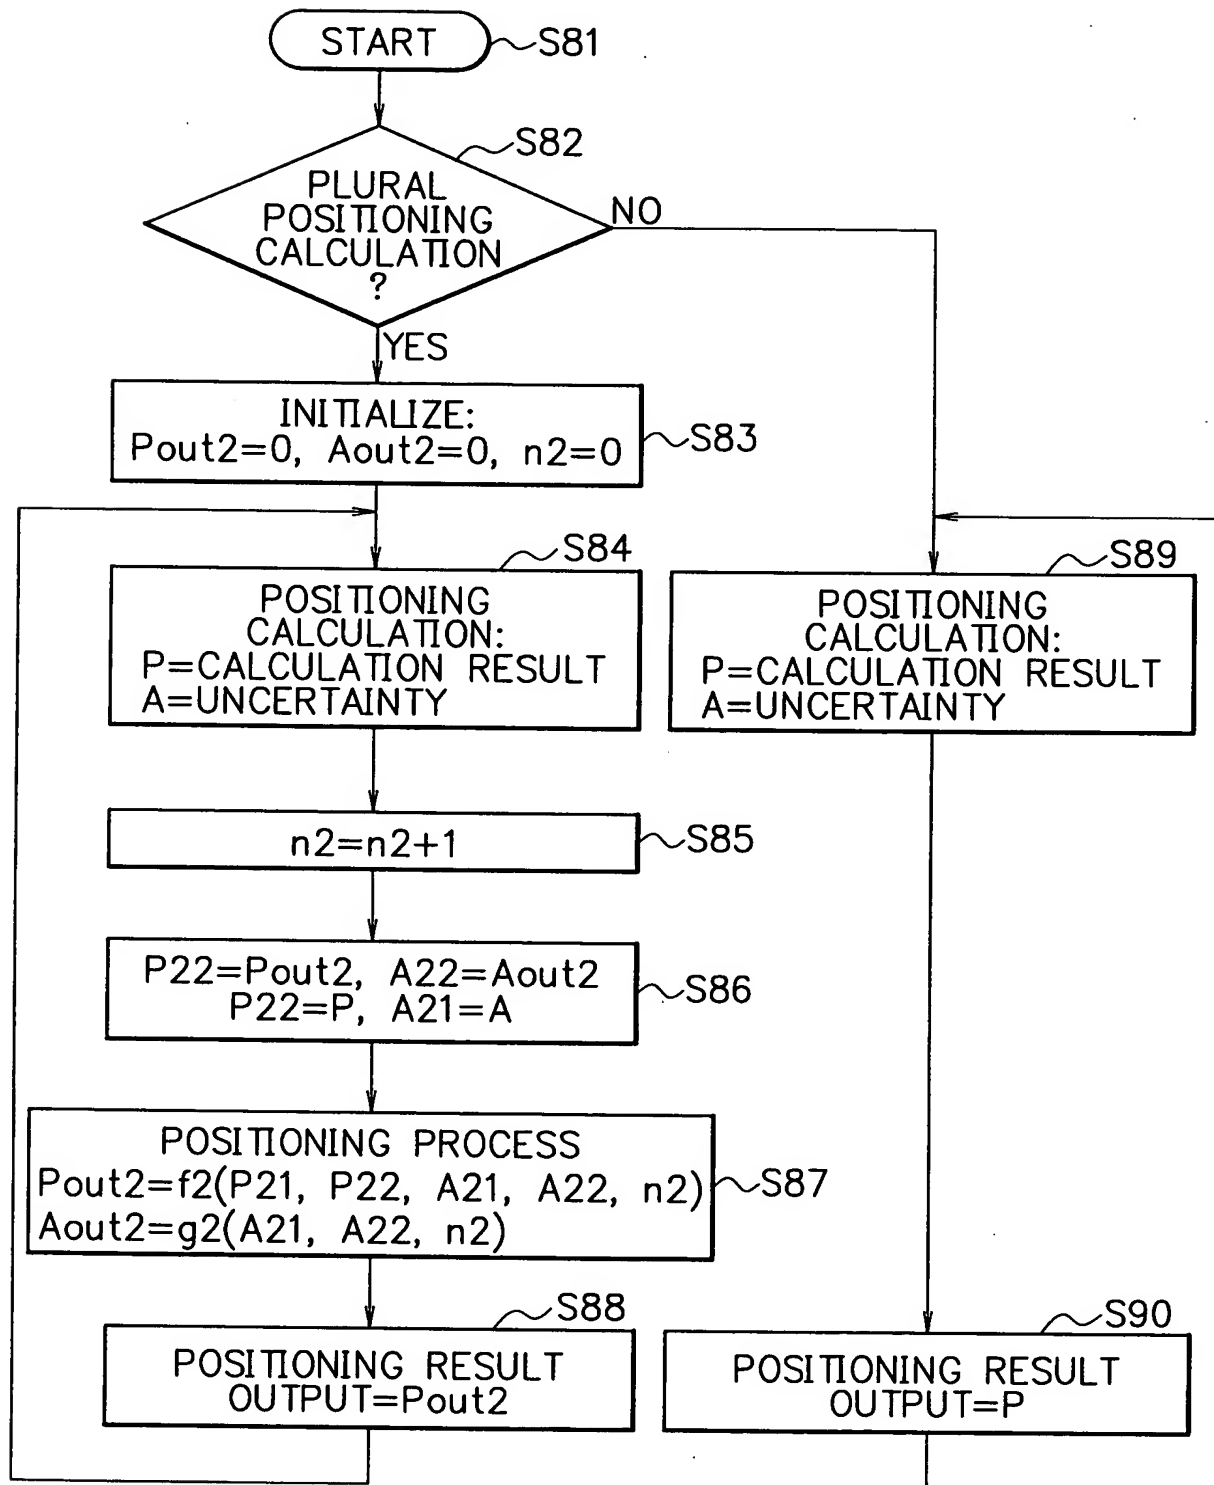 START
S81
S82
PLURAL
POSITIONING
CALCULATION
?
NO
YES
INITIALIZE:
Pout2=0, Aout2=0, n2=0
S83
S84
POSITIONING
CALCULATION:
P=CALCULATION RESULT
A=UNCERTAINTY
S89
POSITIONING
CALCULATION:
P=CALCULATION RESULT
A=UNCERTAINTY
n2=n2+1
S85
P22=Pout2, A22=Aout2
P22=P, A21=A
S86
POSITIONING PROCESS
Pout2=f2(P21, P22, A21, A22, n2)
Aout2=g2(A21, A22, n2)
S87
S88
POSITIONING RESULT
OUTPUT=Pout2
S90
POSITIONING RESULT
OUTPUT=P